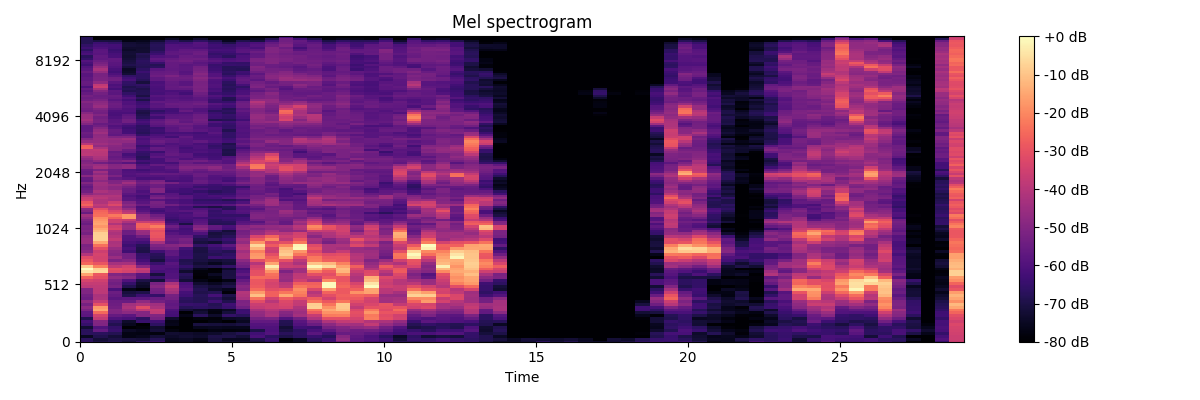 Mel spectrogram
8192
4096
2048
1024
512
0
Hz
0 5 10 15 20 25
Time
+0 dB
-10 dB
-20 dB
-30 dB
-40 dB
-50 dB
-60 dB
-70 dB
-80 dB